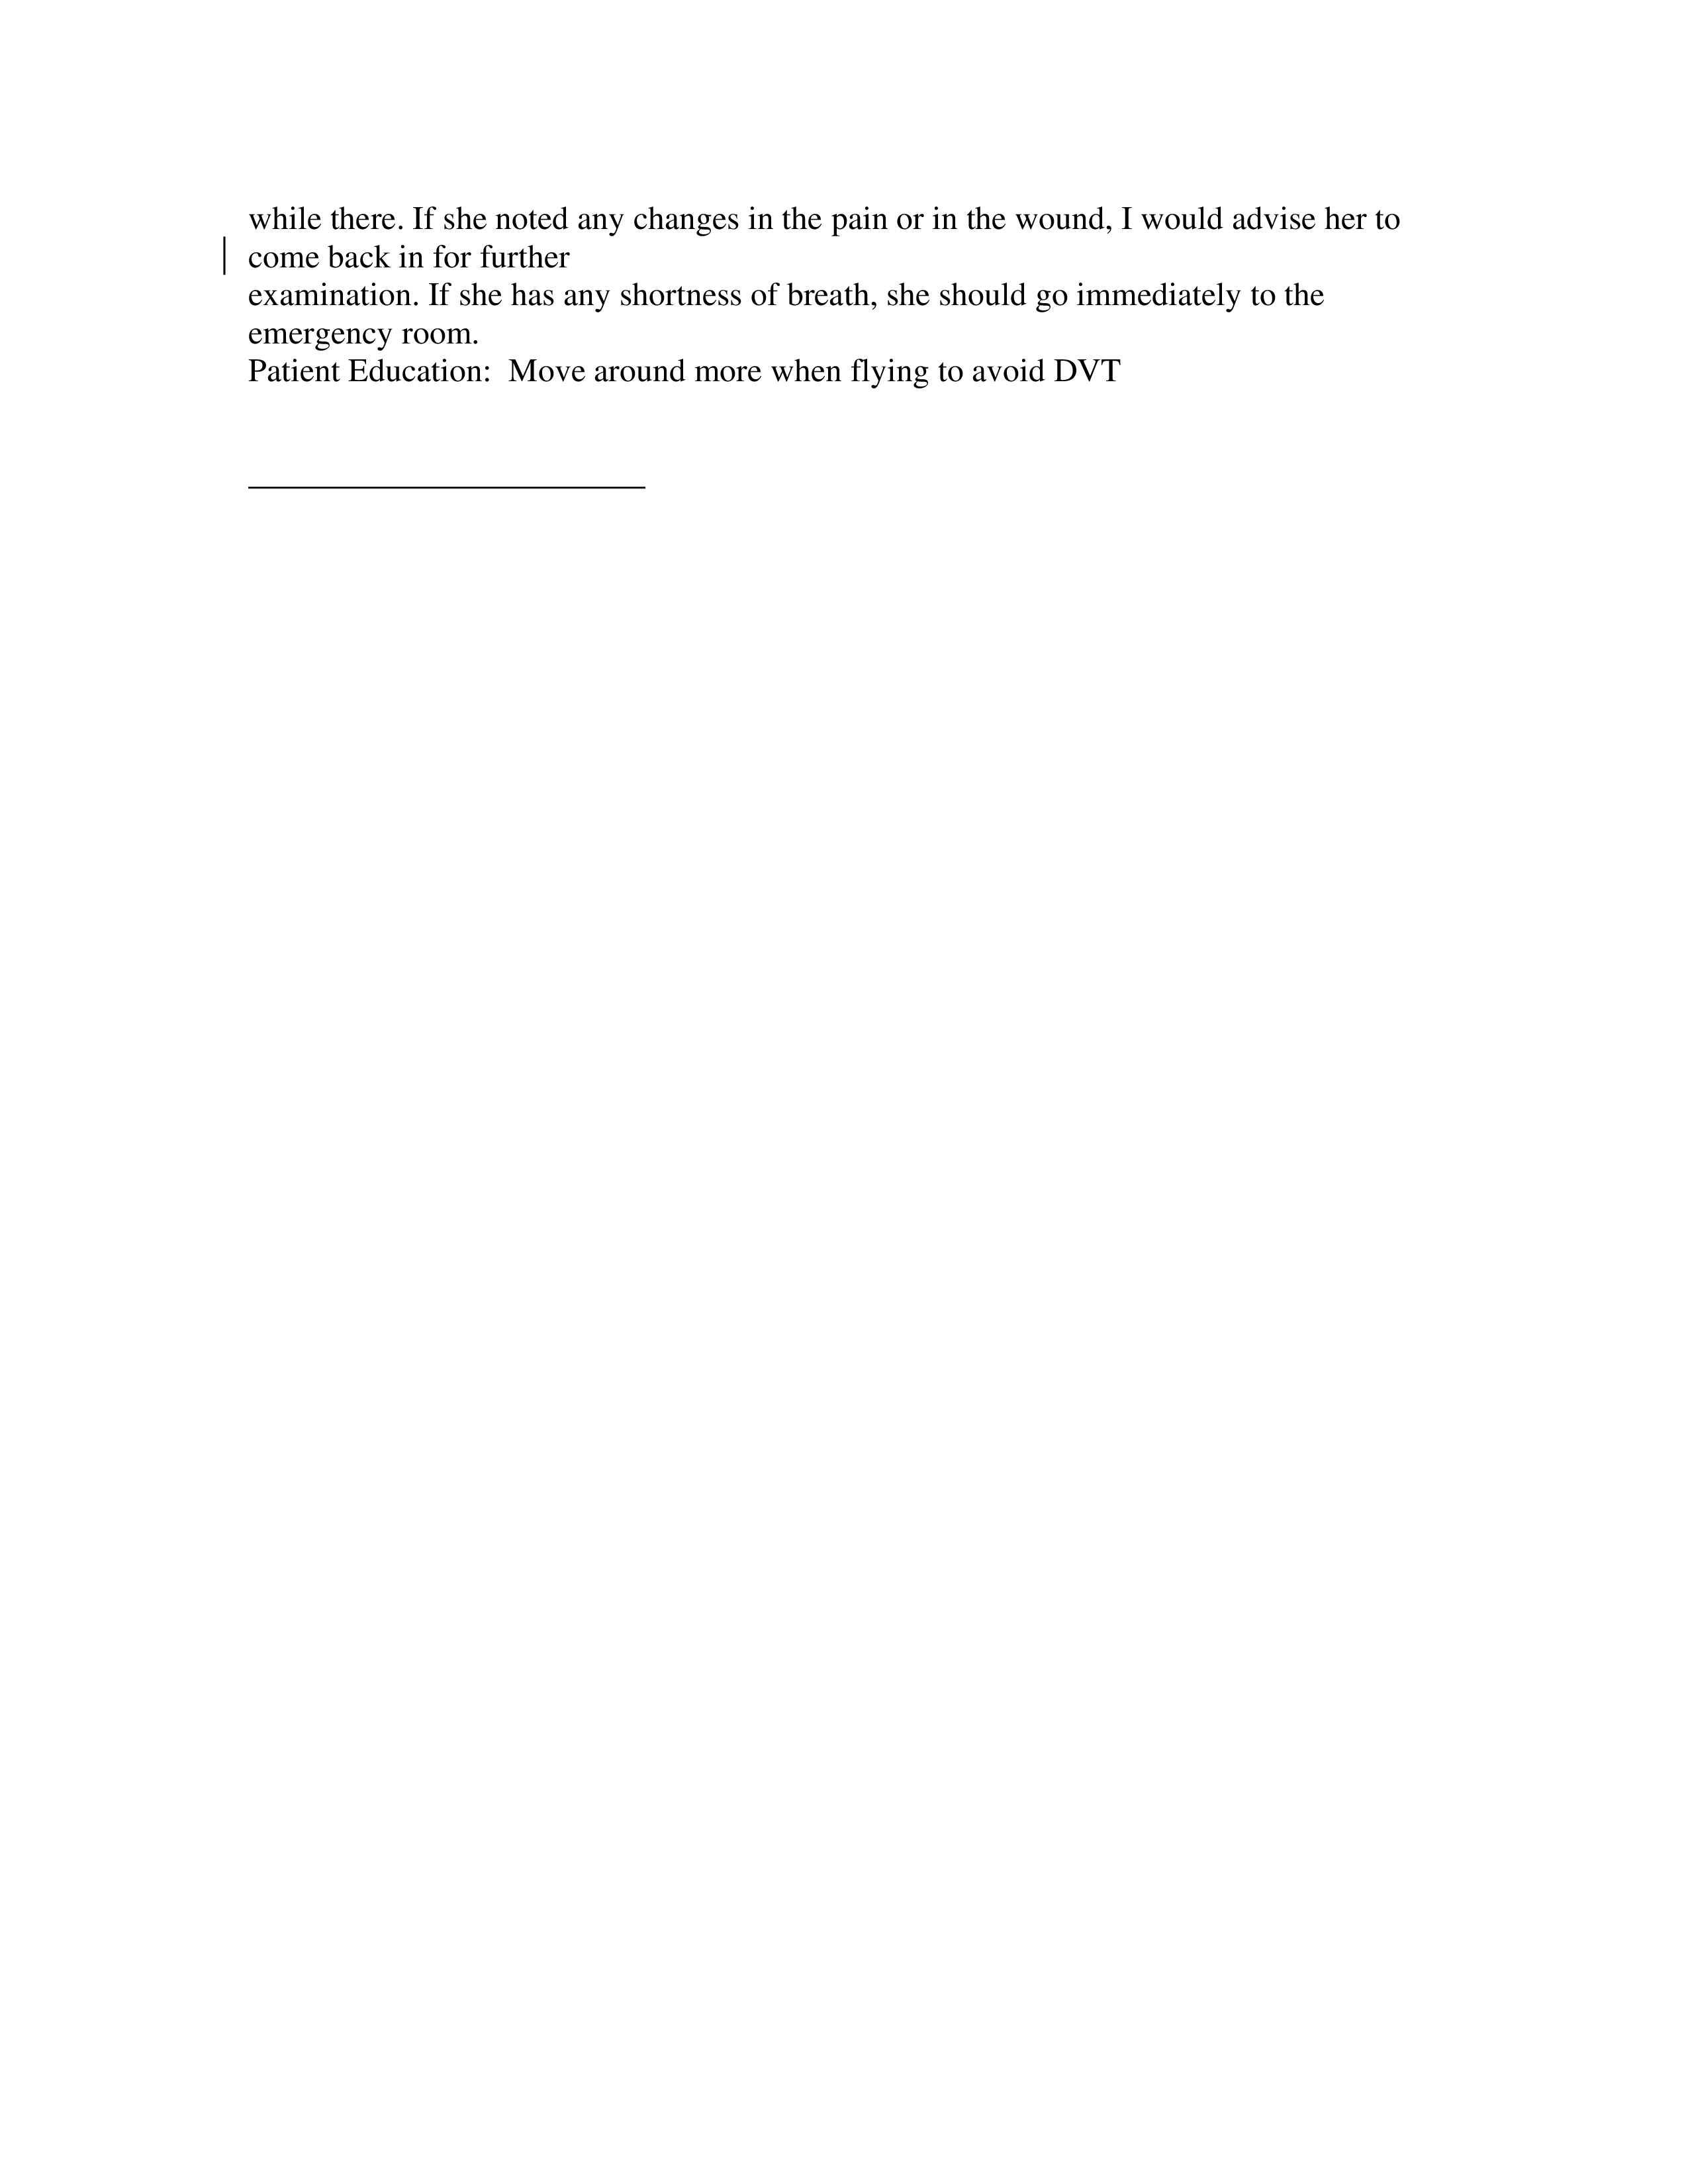 while there. If she noted any changes in the pain or in the wound, I would advise her to
come back in for further
examination. If she has any shortness of breath, she should go immediately to the
emergency room.
Patient Education:  Move around more when flying to avoid DVT